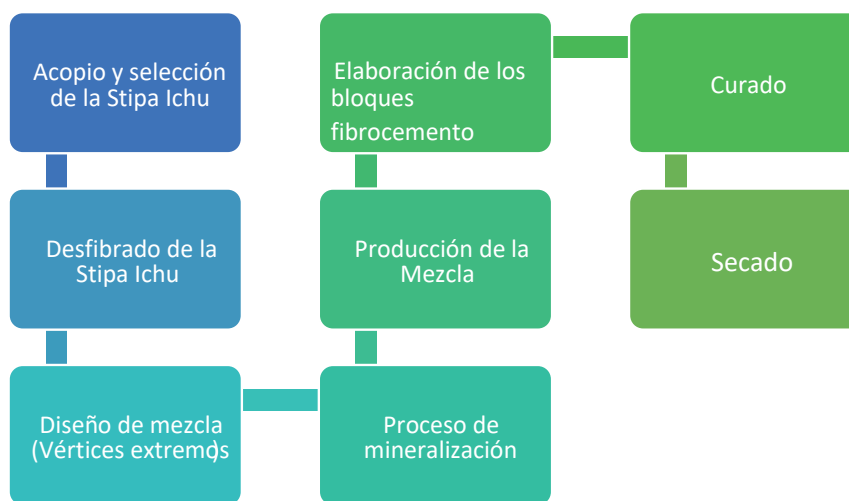 Acopio y selección
de la Stipa Ichu
Desfibrado de la
Stipa Ichu
Diseño de mezcla
(Vértices extremos)
Proceso de
mineralización
Producción de la
Mezcla
Elaboración de los
bloques
fibrocemento
Curado
Secado